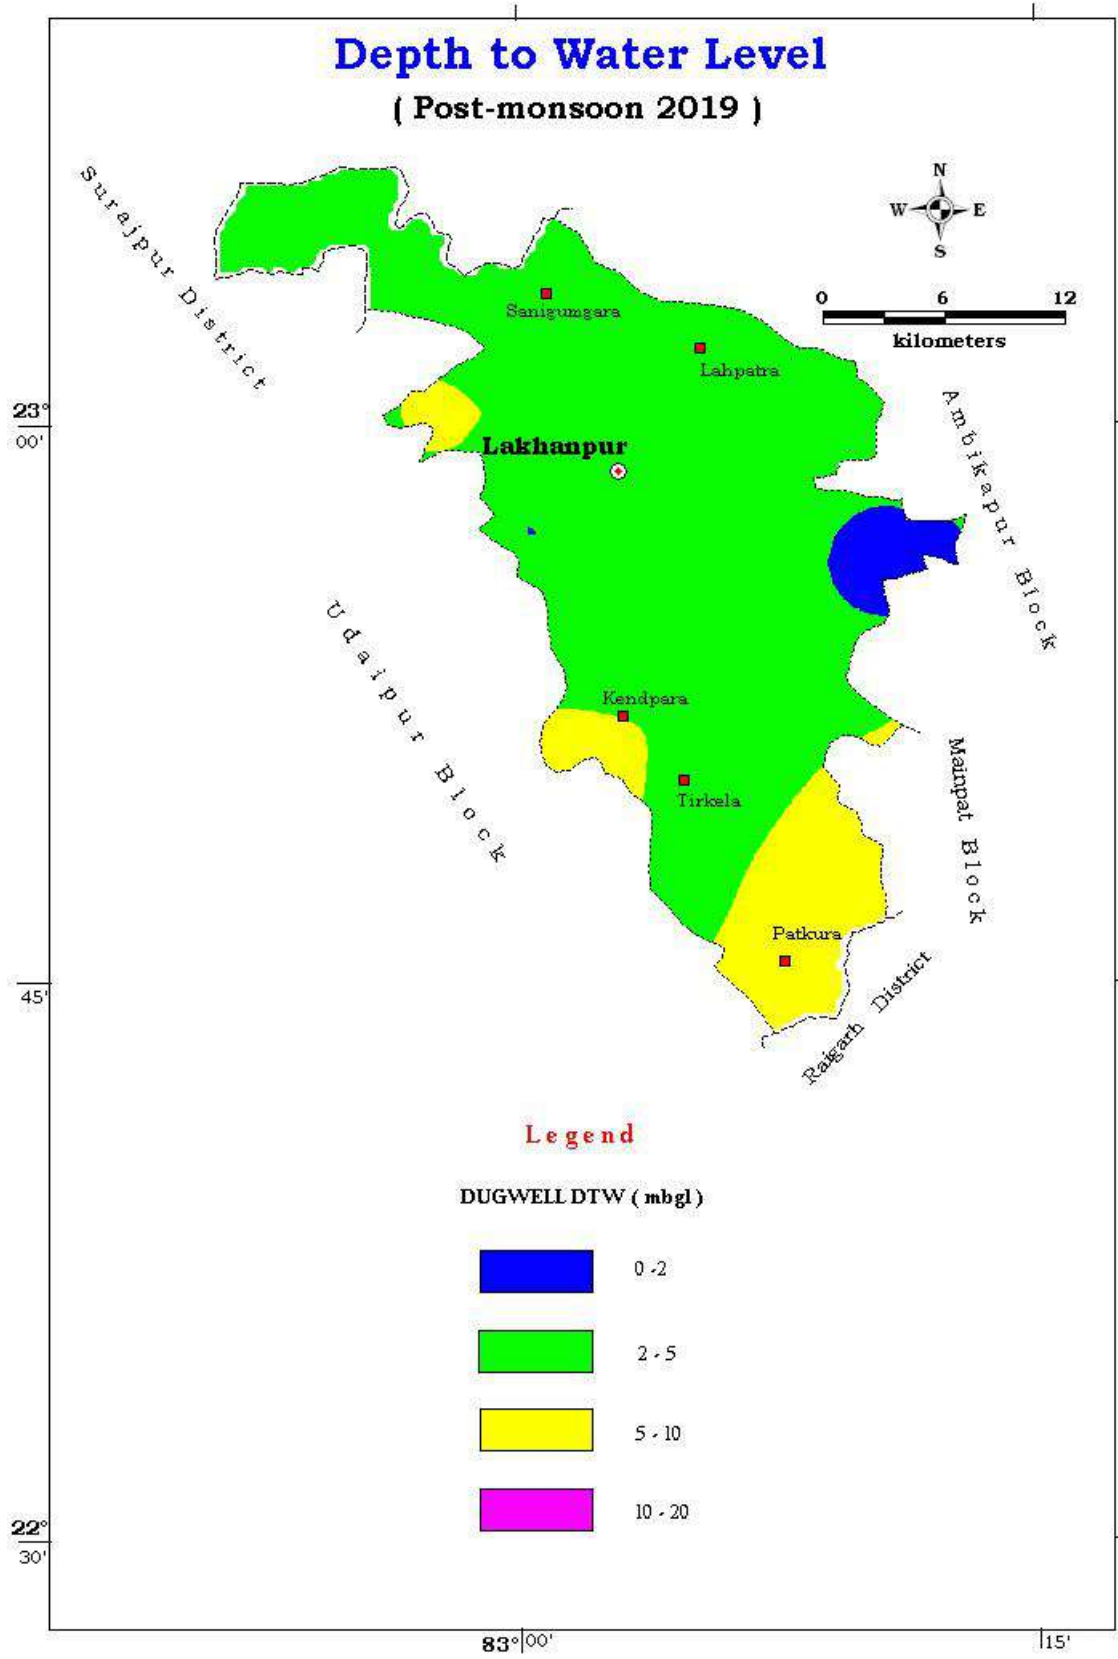 Depth to Water Level
( Post-monsoon 2019 )
Surajpur District
N
W E
S
0 6 12
kilometers
Sanigumgara
Lahpatra
Ambikapur Block
23°
00'
Lakhanpur
Udaipur Block
Kendpara
Tirkela
Mainpat Block
Patkura
Raigarh District
45'
Legend
DUGWELL DTW ( mbgl )
0 -2
2 - 5
5 - 10
10 - 20
22°
30'
83° 00' 15'